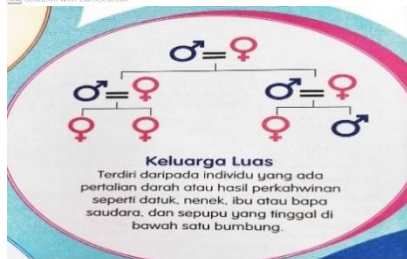 Keluarga Luas
Terdiri daripada individu yang ada
pertalian darah atau hasil perkahwinan
seperti datuk, nenek, ibu atau bapa
saudara, dan sepupu yang tinggal di
bawah satu bumbung.